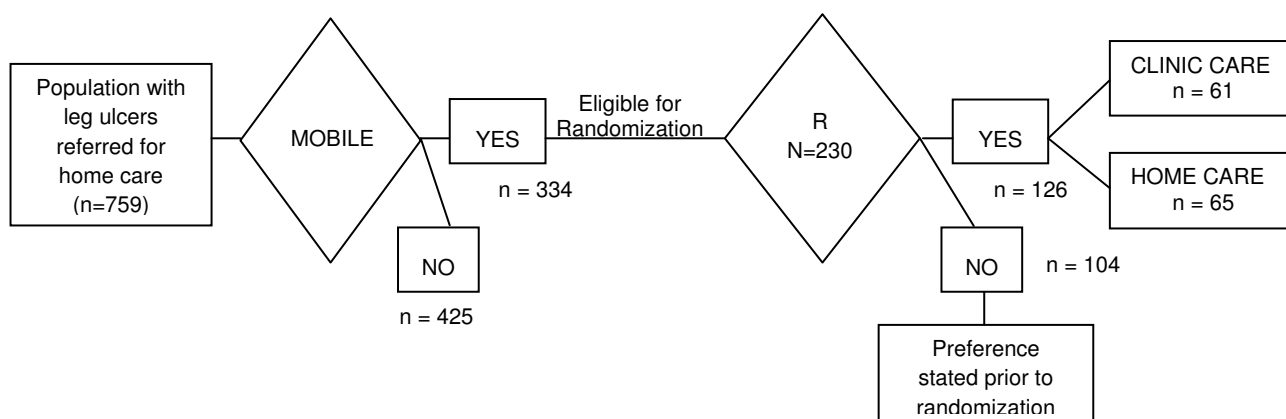 Population with
leg ulcers
referred for
home care
(n=759)
MOBILE
YES
n = 334
NO
n = 425
Eligible for
Randomization
R
N=230
YES
n = 126
CLINIC CARE
n = 61
HOME CARE
n = 65
NO
n = 104
Preference
stated prior to
randomization